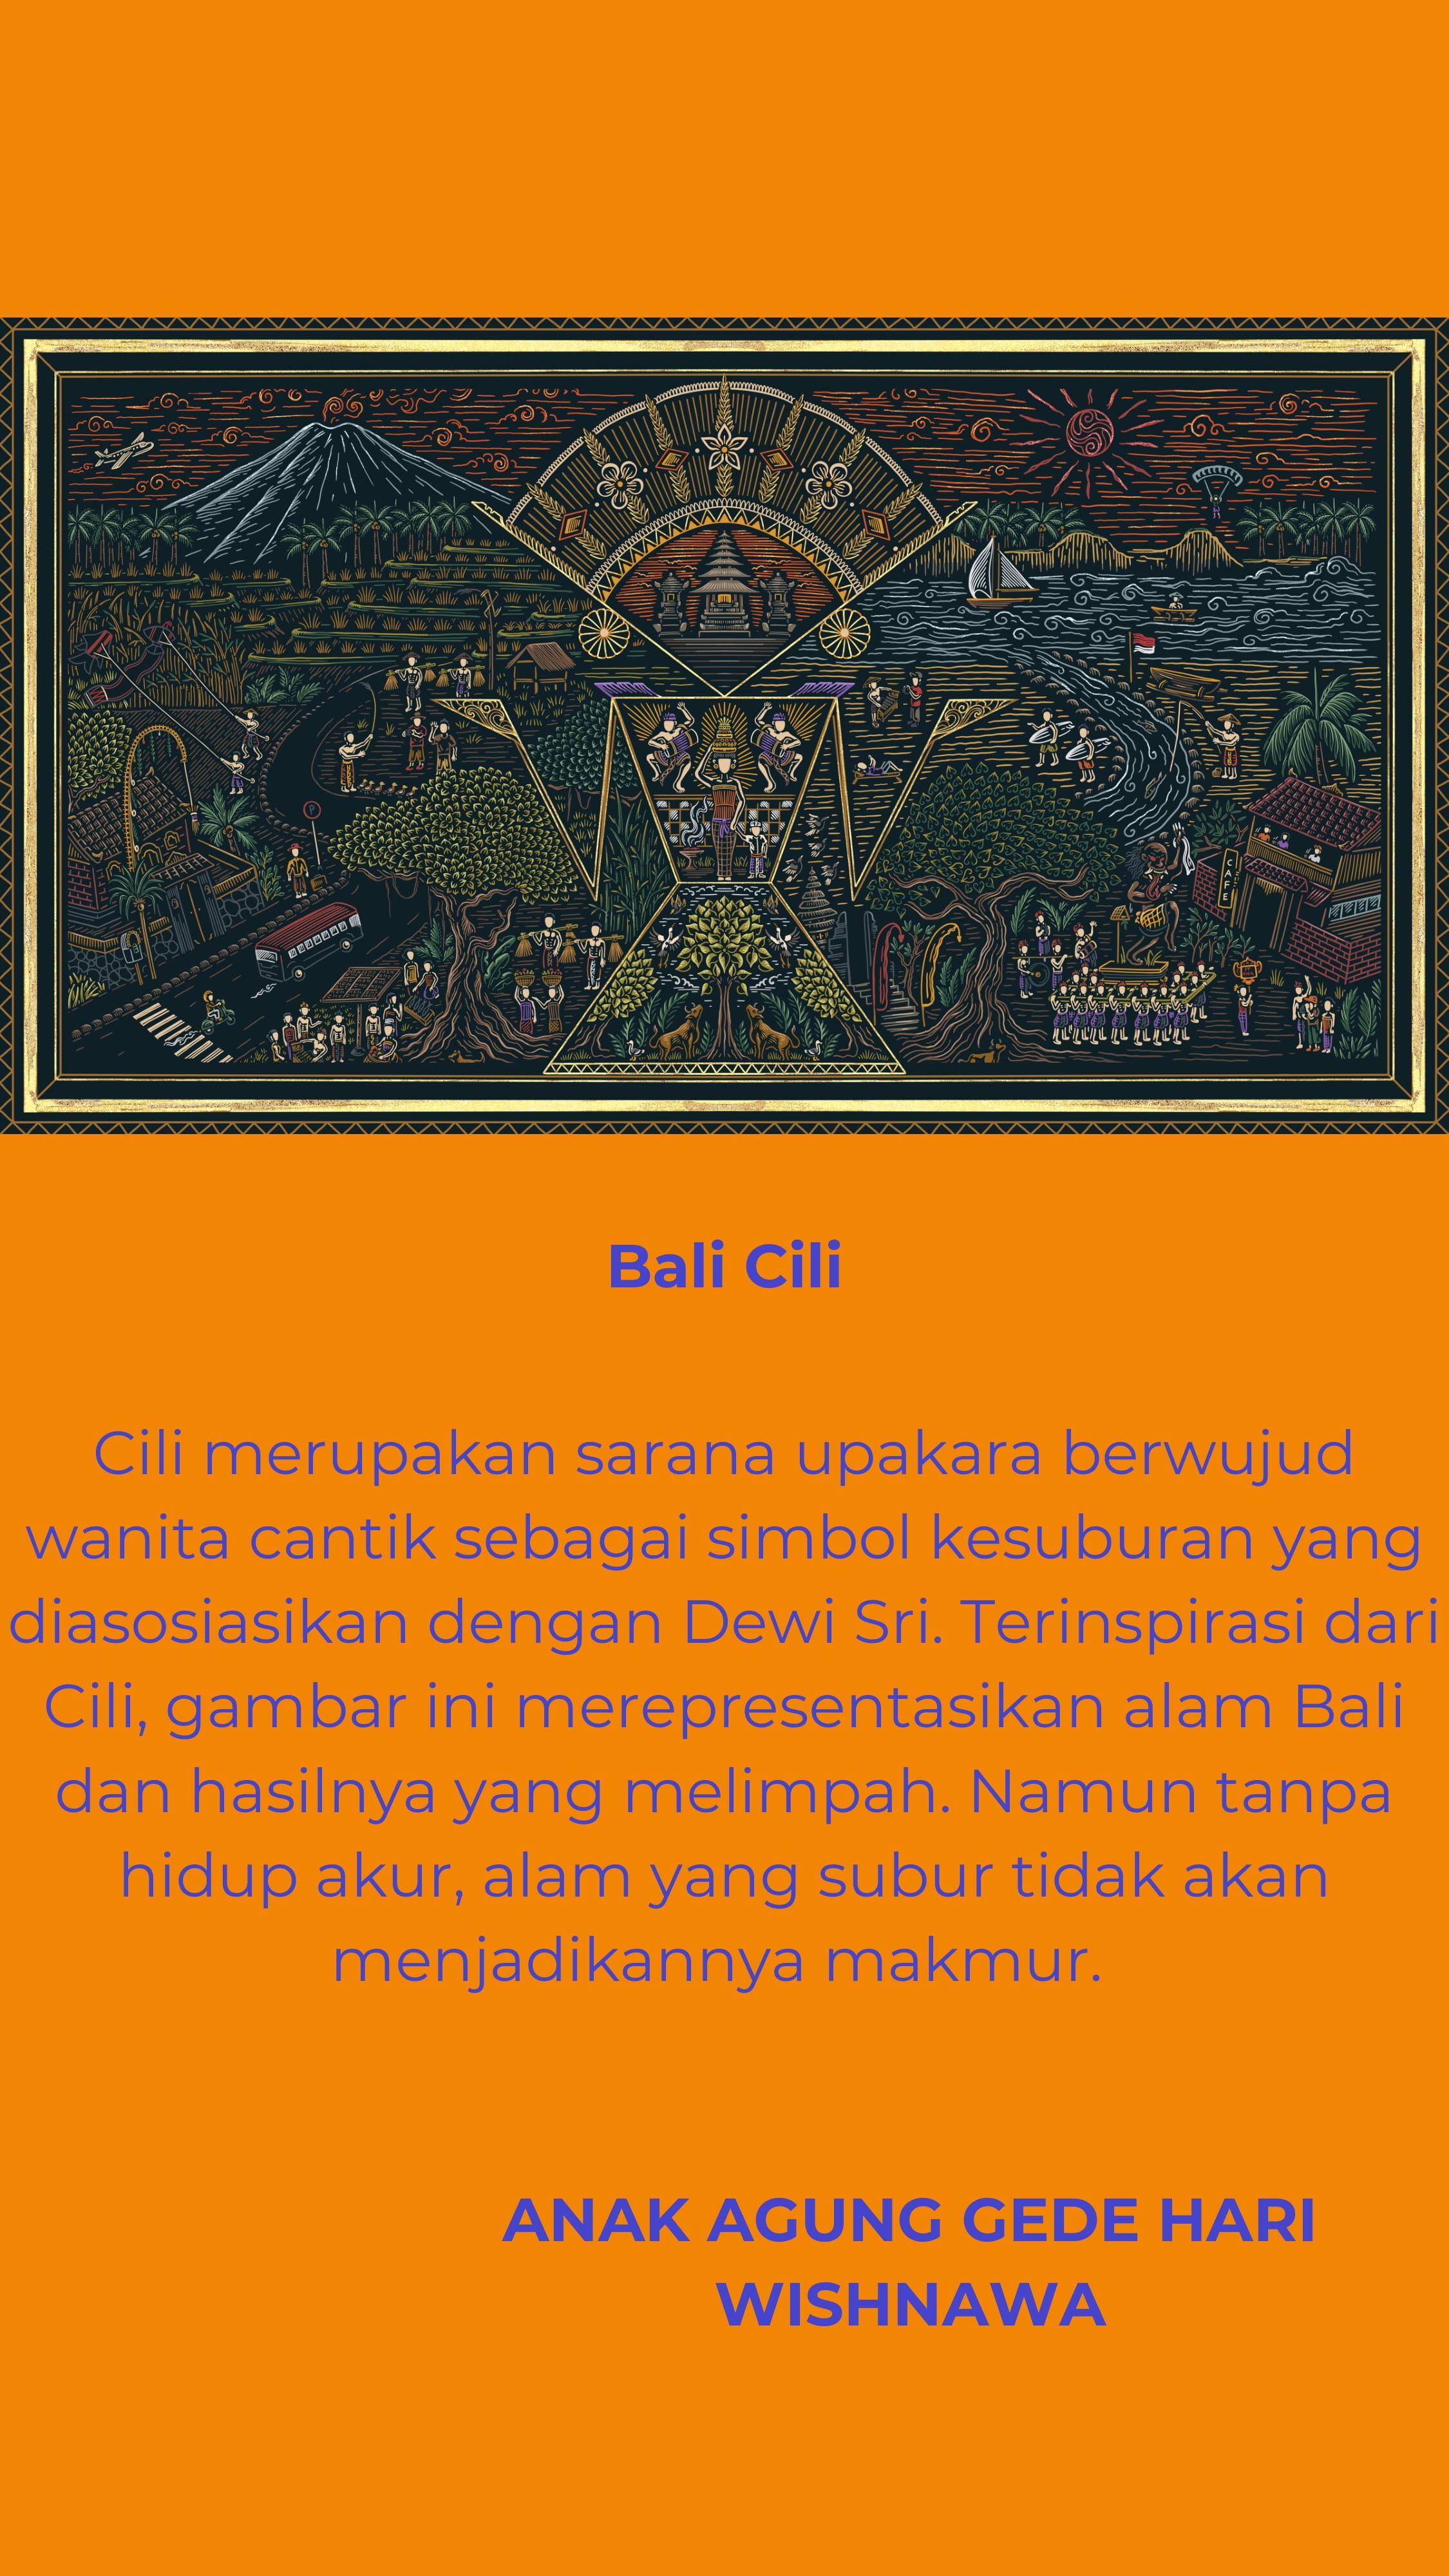 P
CAFE
Bali Cili
Cili merupakan sarana upakara berwujud
wanita cantik sebagai simbol kesuburan yang
diasosiasikan dengan Dewi Sri. Terinspirasi dari
Cili, gambar ini merepresentasikan alam Bali
dan hasilnya yang melimpah. Namun tanpa
hidup akur, alam yang subur tidak akan
menjadikannya makmur.
ANAK AGUNG GEDE HARI
WISHNAWA